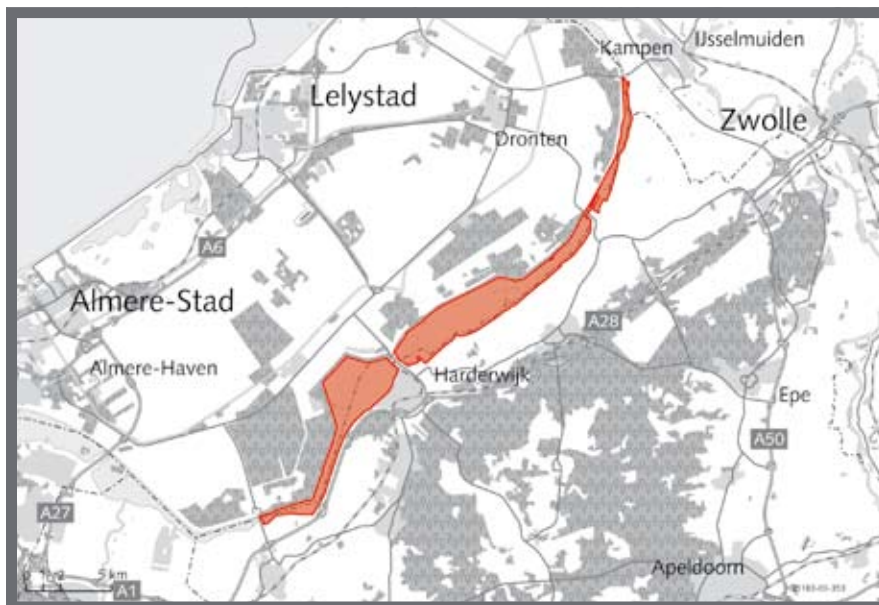 Kampen
IJsselmuiden
Lelystad
Zwolle
Dronten
A6
Almere-Stad
A28
Almere-Haven
Harderwijk
Epe
A50
A27
Apeldoorn
5 km
A1